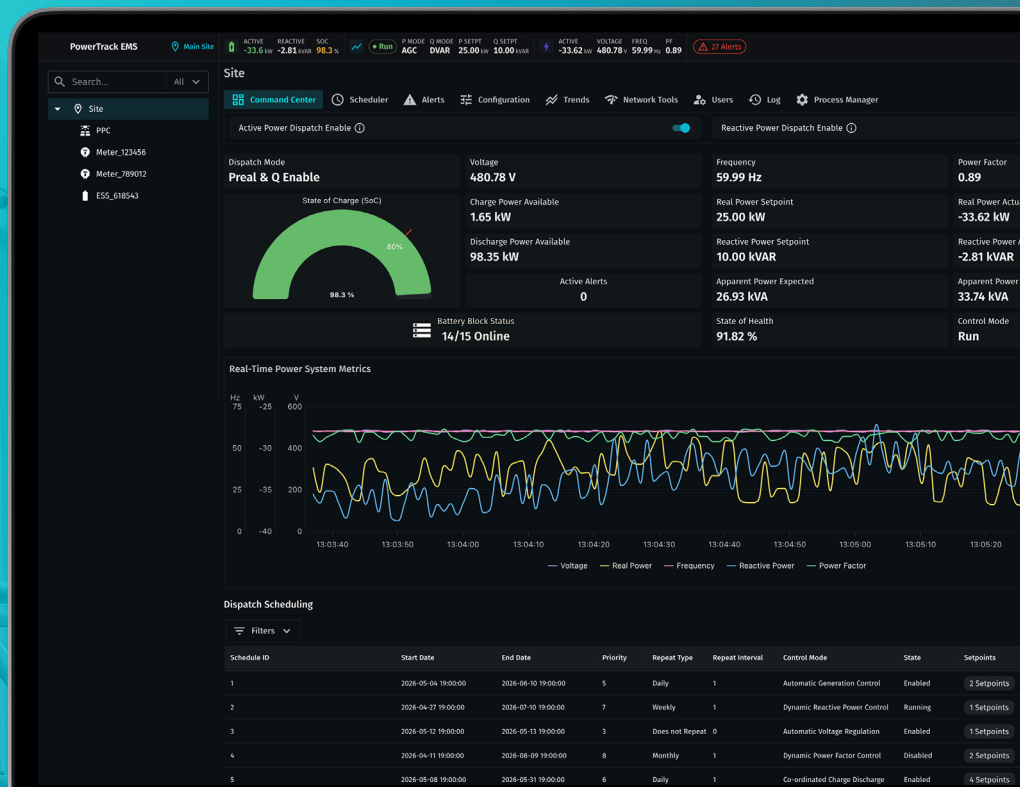 PowerTrack EMS
Main Site
ACTIVE REACTIVE SOC
-33.6 kW -2.81 kVAR 98.3 %
Run
P MODE Q MODE P SETPT Q SETPT
AGC DVAR 25.00 kW 10.00 kVAR
ACTIVE VOLTAGE FREQ PF
-33.62 kW 480.78 V 59.99 Hz 0.89
27 Alerts
Search...
All
Site
PPC
Meter_123456
Meter_789012
ESS_618543
Site
Command Center Scheduler Alerts Configuration Trends Network Tools Users Log Process Manager
Active Power Dispatch Enable
Reactive Power Dispatch Enable
Dispatch Mode
Preal & Q Enable
Voltage
480.78 V
Frequency
59.99 Hz
Power Factor
0.89
State of Charge (SoC)
80%
98.3 %
Charge Power Available
1.65 kW
Real Power Setpoint
25.00 kW
Real Power Actu
-33.62 kW
Discharge Power Available
98.35 kW
Reactive Power Setpoint
10.00 kVAR
Reactive Power A
-2.81 kVAR
Active Alerts
0
Apparent Power Expected
26.93 kVA
Apparent Power
33.74 kVA
Battery Block Status
14/15 Online
State of Health
91.82 %
Control Mode
Run
Real-Time Power System Metrics
Hz kW V
75 -25 600
50 -30 400
25 -35 200
0 -40 0
13:03:40 13:03:50 13:04:00 13:04:10 13:04:20 13:04:30 13:04:40 13:04:50 13:05:00 13:05:10 13:05:20
Voltage Real Power Frequency Reactive Power Power Factor
Dispatch Scheduling
Filters
Schedule ID Start Date End Date Priority Repeat Type Repeat Interval Control Mode State Setpoints
1 2026-05-04 19:00:00 2026-06-10 19:00:00 5 Daily 1 Automatic Generation Control Enabled 2 Setpoints
2 2026-04-27 19:00:00 2026-07-10 19:00:00 7 Weekly 1 Dynamic Reactive Power Control Running 1 Setpoints
3 2026-05-12 19:00:00 2026-05-13 19:00:00 3 Does not Repeat 0 Automatic Voltage Regulation Enabled 1 Setpoints
4 2026-04-11 19:00:00 2026-08-09 19:00:00 8 Monthly 1 Dynamic Power Factor Control Disabled 2 Setpoints
5 2026-05-08 19:00:00 2026-05-31 19:00:00 6 Daily 1 Co-ordinated Charge Discharge Enabled 4 Setpoints